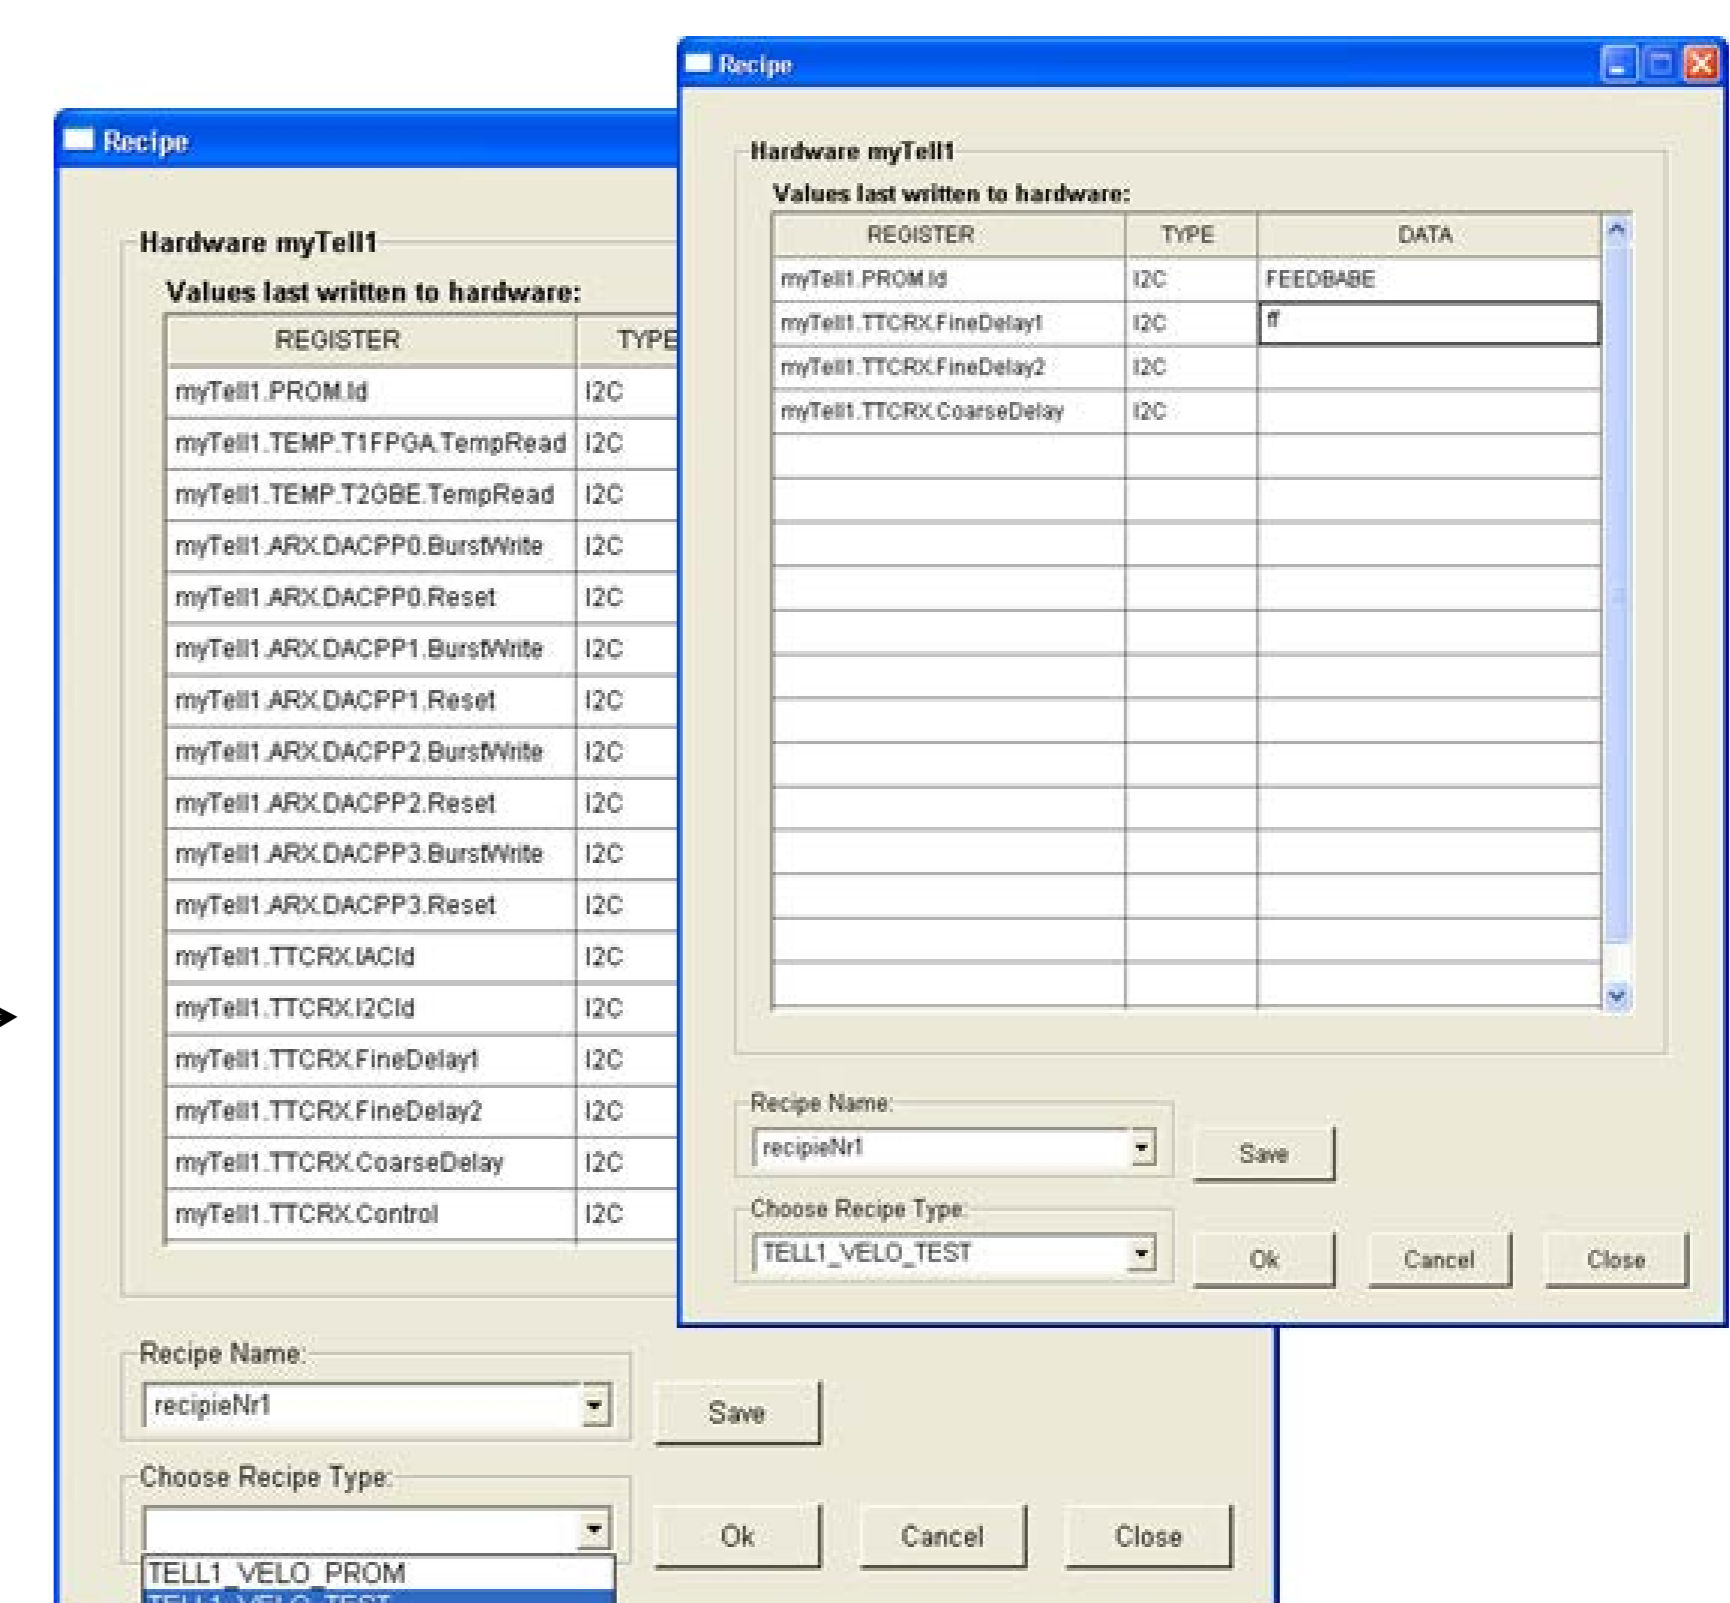 Recipe
Hardware myTell1
Values last written to hardware:
REGISTER TYPE
myTell1.PROM.Id I2C
myTell1.TEMP.T1FPGA.TempRead I2C
myTell1.TEMP.T2GBE.TempRead I2C
myTell1.ARX.DACPP0.BurstWrite I2C
myTell1.ARX.DACPP0.Reset I2C
myTell1.ARX.DACPP1.BurstWrite I2C
myTell1.ARX.DACPP1.Reset I2C
myTell1.ARX.DACPP2.BurstWrite I2C
myTell1.ARX.DACPP2.Reset I2C
myTell1.ARX.DACPP3.BurstWrite I2C
myTell1.ARX.DACPP3.Reset I2C
myTell1.TTCRX.IACId I2C
myTell1.TTCRX.I2CId I2C
myTell1.TTCRX.FineDelay1 I2C
myTell1.TTCRX.FineDelay2 I2C
myTell1.TTCRX.CoarseDelay I2C
myTell1.TTCRX.Control I2C
Recipe Name:
recipieNr1 Save
Choose Recipe Type:
Ok Cancel Close
TELL1_VELO_PROM
TELL1_VELO_TEST
Recipe
Hardware myTell1
Values last written to hardware:
REGISTER TYPE DATA
myTell1.PROM.Id I2C FEEDBABE
myTell1.TTCRX.FineDelay1 I2C ff
myTell1.TTCRX.FineDelay2 I2C
myTell1.TTCRX.CoarseDelay I2C
Recipe Name:
recipieNr1 Save
Choose Recipe Type:
TELL1_VELO_TEST Ok Cancel Close